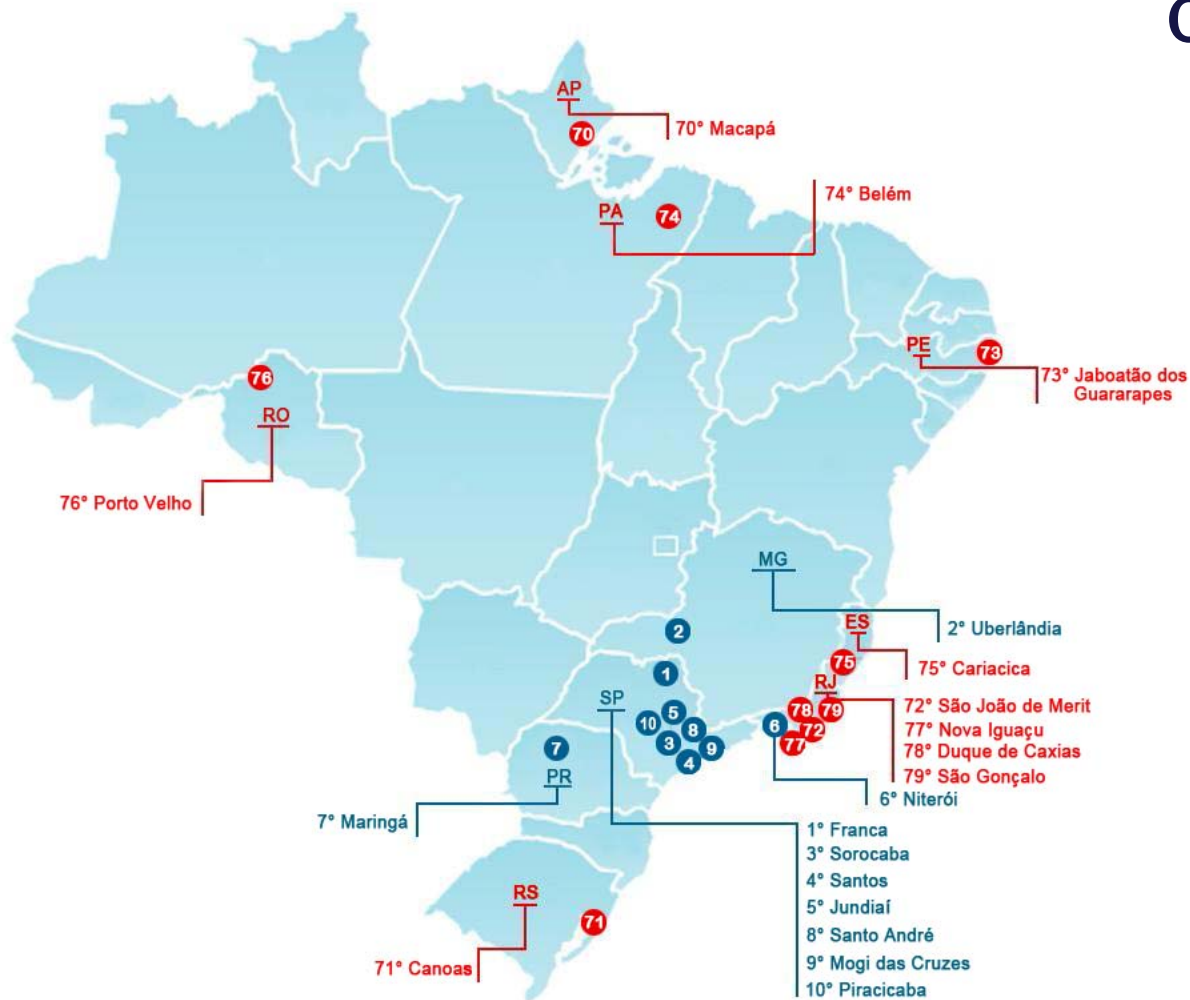 AP
70
70° Macapá
74° Belém
PA
74
PE
73
73° Jaboatão dos
Guararapes
76
RO
76° Porto Velho
MG
2
2° Uberlândia
ES
75
75° Cariacica
1
RJ
SP
78
79
72° São João de Merit
5
10
6
72
77° Nova Iguaçu
8
3
9
77
78° Duque de Caxias
7
4
79° São Gonçalo
PR
6° Niterói
7° Maringá
1° Franca
3° Sorocaba
4° Santos
5° Jundiaí
RS
71
8° Santo André
71° Canoas
9° Mogi das Cruzes
10° Piracicaba